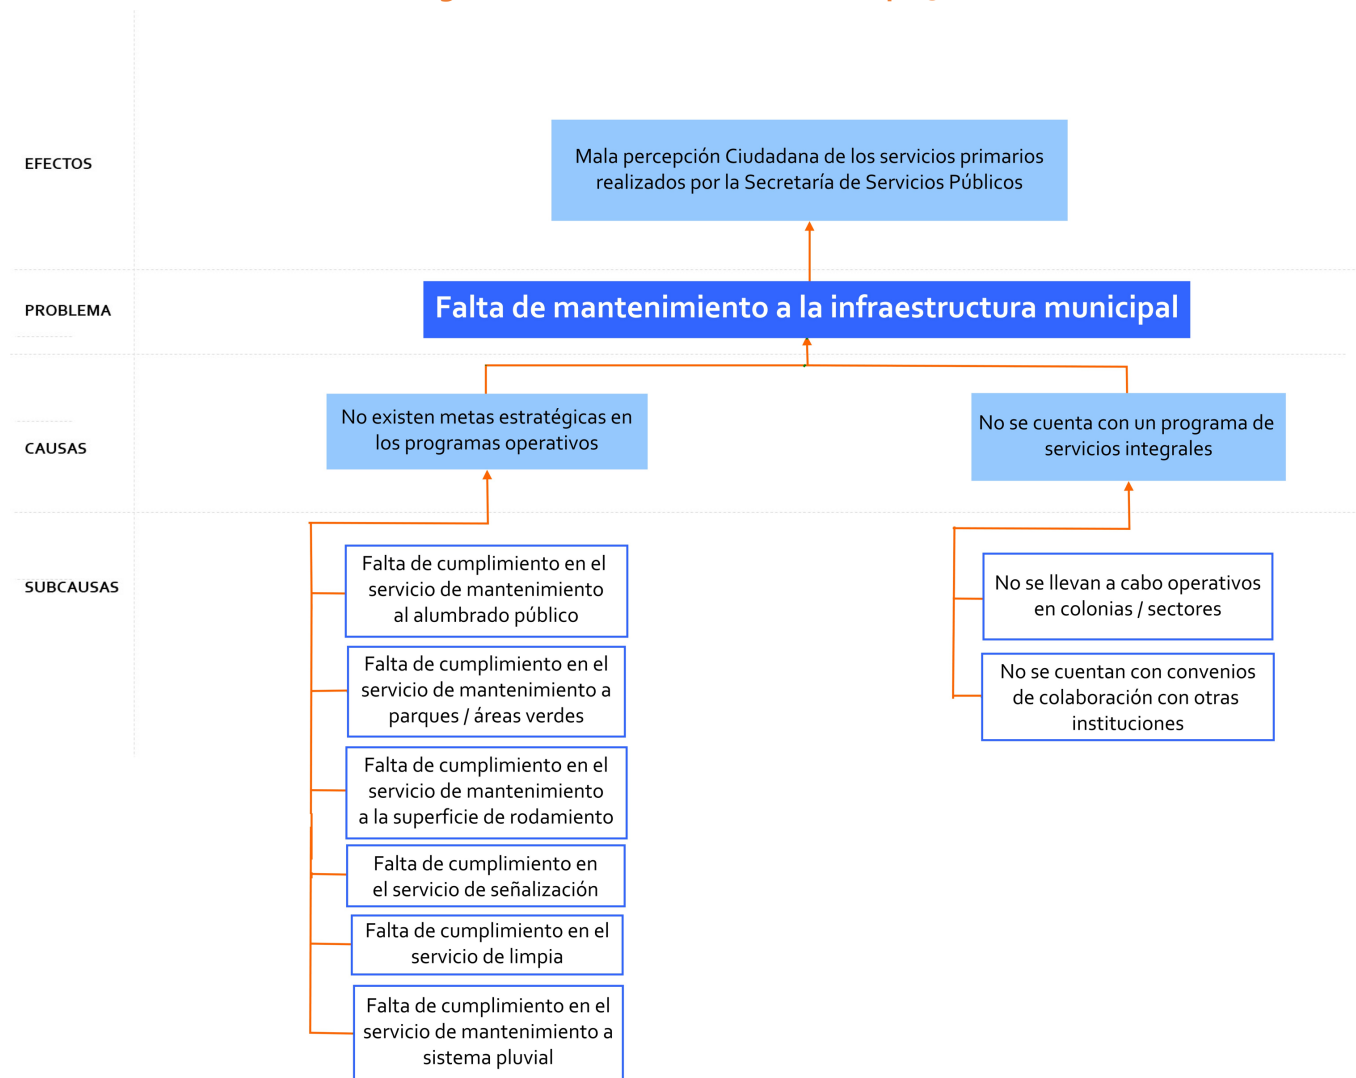 EFECTOS
Mala percepción Ciudadana de los servicios primarios
realizados por la Secretaría de Servicios Públicos
PROBLEMA
Falta de mantenimiento a la infraestructura municipal
CAUSAS
No existen metas estratégicas en
los programas operativos
No se cuenta con un programa de
servicios integrales
SUBCAUSAS
Falta de cumplimiento en el
servicio de mantenimiento
al alumbrado público
Falta de cumplimiento en el
servicio de mantenimiento a
parques / áreas verdes
Falta de cumplimiento en el
servicio de mantenimiento
a la superficie de rodamiento
Falta de cumplimiento en
el servicio de señalización
Falta de cumplimiento en el
servicio de limpia
Falta de cumplimiento en el
servicio de mantenimiento a
sistema pluvial
No se llevan a cabo operativos
en colonias / sectores
No se cuentan con convenios
de colaboración con otras
instituciones